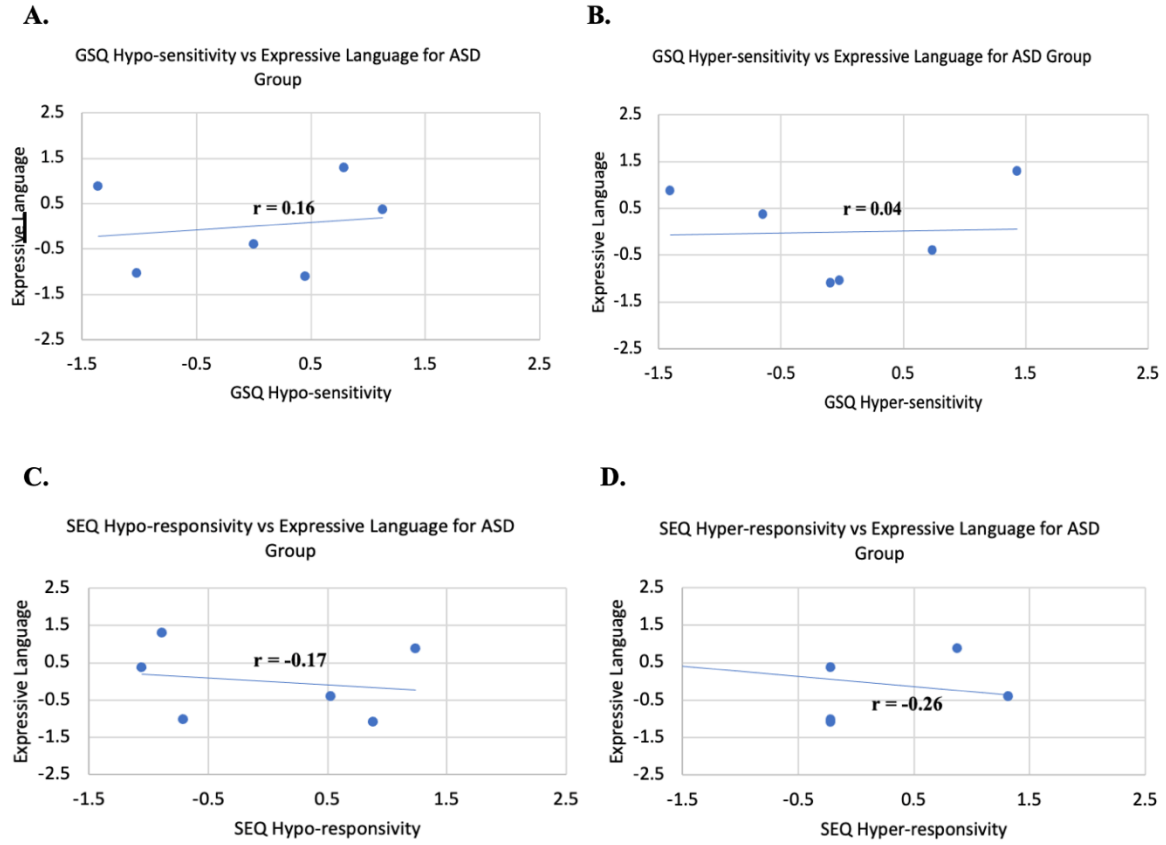 A.
GSQ Hypo-sensitivity vs Expressive Language for ASD
Group
2.5
1.5
0.5
-0.5
-1.5
-2.5
Expressive Language
r = 0.16
-1.5 -0.5 0.5 1.5 2.5
GSQ Hypo-sensitivity
B.
GSQ Hyper-sensitivity vs Expressive Language for ASD Group
2.5
1.5
0.5
-0.5
-1.5
-2.5
Expressive Language
r = 0.04
-1.5 -0.5 0.5 1.5 2.5
GSQ Hyper-sensitivity
C.
SEQ Hypo-responsivity vs Expressive Language for ASD
Group
2.5
1.5
0.5
-0.5
-1.5
-2.5
Expressive Language
r = -0.17
-1.5 -0.5 0.5 1.5 2.5
SEQ Hypo-responsivity
D.
SEQ Hyper-responsivity vs Expressive Language for ASD
Group
2.5
1.5
0.5
-0.5
-1.5
-2.5
Expressive Language
r = -0.26
-1.5 -0.5 0.5 1.5 2.5
SEQ Hyper-responsivity